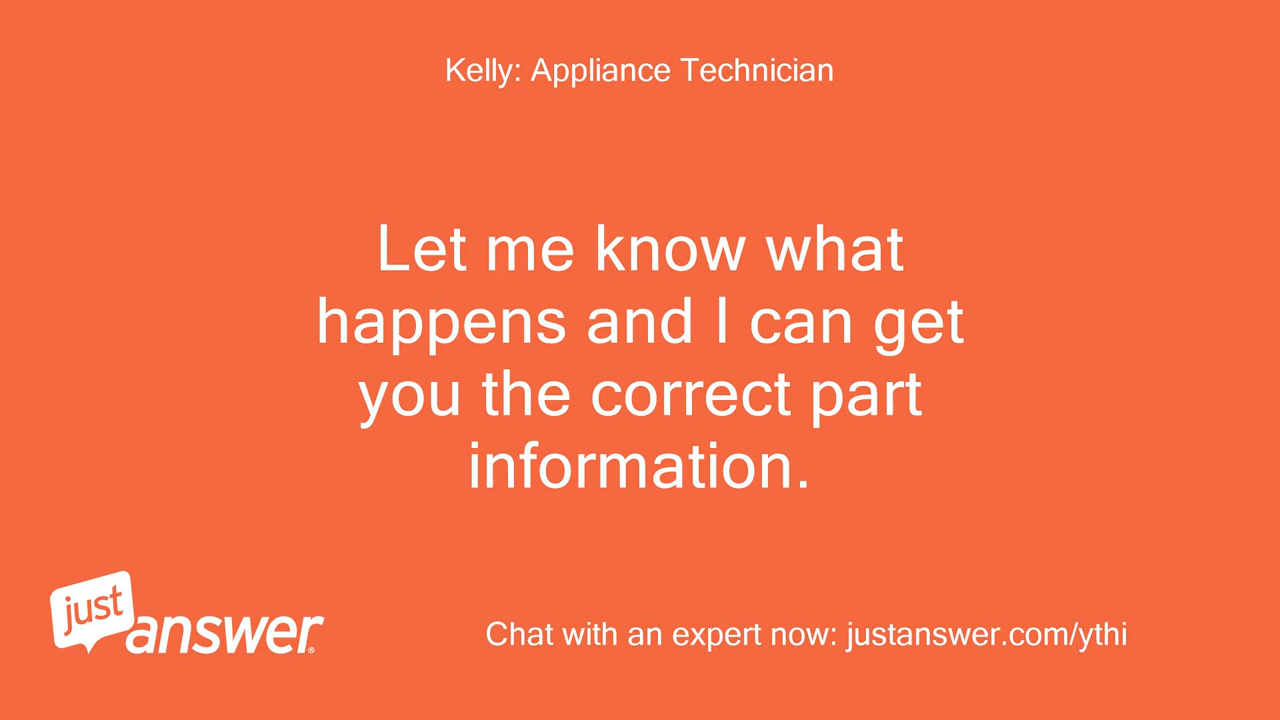 Kelly: Appliance Technician
Let me know what
happens and I can get
you the correct part
information.
just
answer®
Chat with an expert now: justanswer.com/ythi